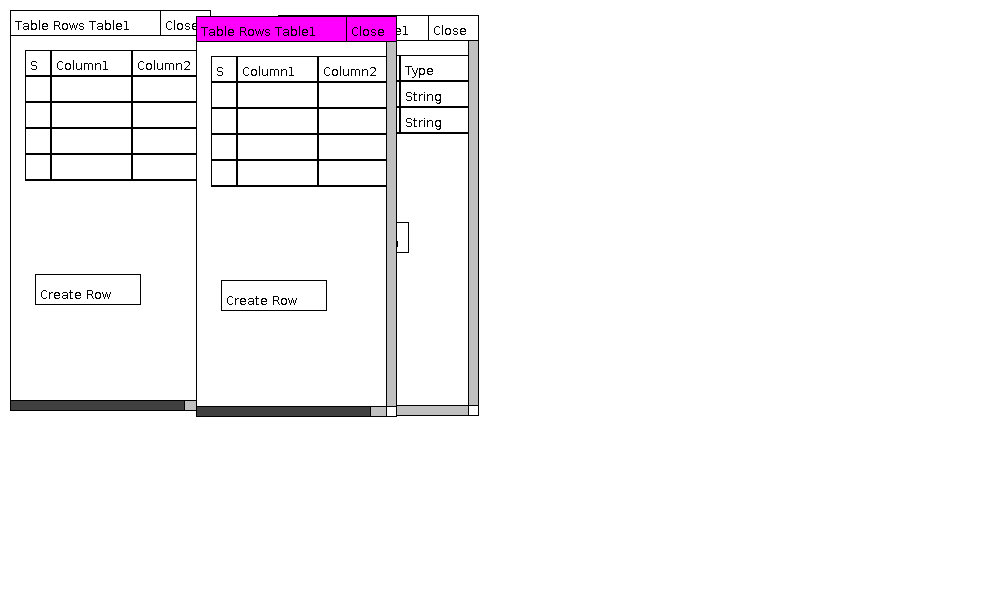 Table Rows Table1 Close
S Column1 Column2
Create Row
Table Rows Table1 Close
S Column1 Column2
Create Row
Close
Type
String
String